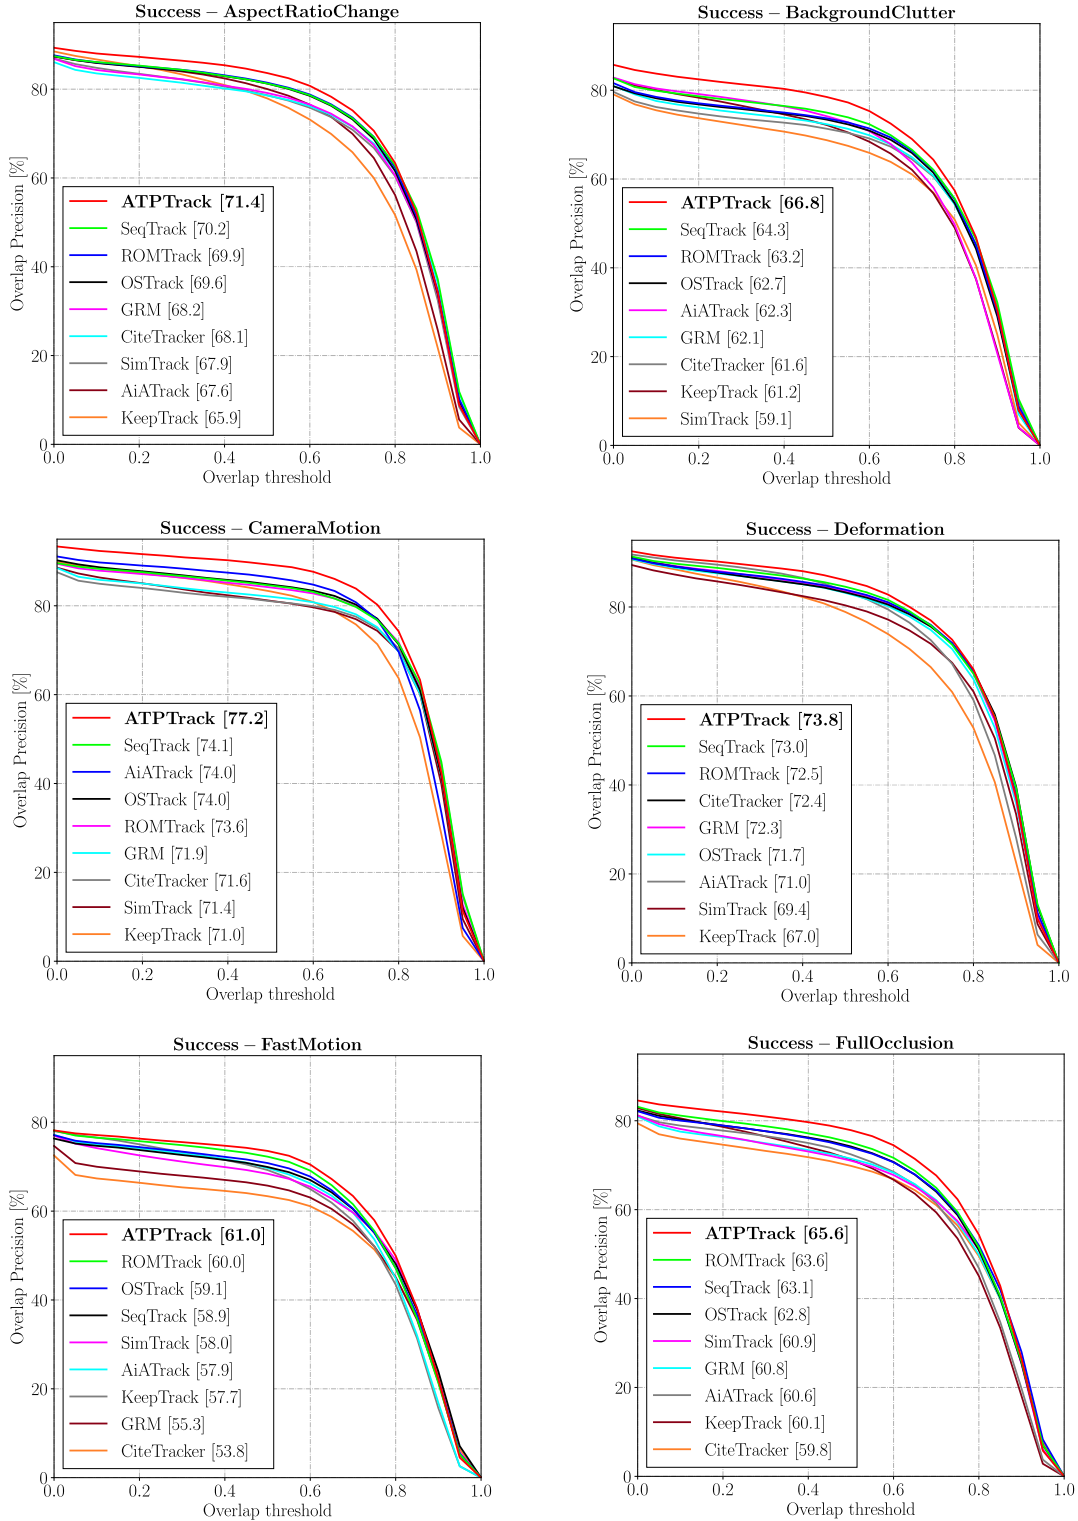 Success – AspectRatioChange
Overlap Precision [%]
80
60
40
20
0
ATPTrack [71.4]
SeqTrack [70.2]
ROMTrack [69.9]
OSTrack [69.6]
GRM [68.2]
CiteTracker [68.1]
SimTrack [67.9]
AiATrack [67.6]
KeepTrack [65.9]
0.0 0.2 0.4 0.6 0.8 1.0
Overlap threshold
Success – BackgroundClutter
Overlap Precision [%]
80
60
40
20
0
ATPTrack [66.8]
SeqTrack [64.3]
ROMTrack [63.2]
OSTrack [62.7]
AiATrack [62.3]
GRM [62.1]
CiteTracker [61.6]
KeepTrack [61.2]
SimTrack [59.1]
0.0 0.2 0.4 0.6 0.8 1.0
Overlap threshold
Success – CameraMotion
Overlap Precision [%]
80
60
40
20
0
ATPTrack [77.2]
SeqTrack [74.1]
AiATrack [74.0]
OSTrack [74.0]
ROMTrack [73.6]
GRM [71.9]
CiteTracker [71.6]
SimTrack [71.4]
KeepTrack [71.0]
0.0 0.2 0.4 0.6 0.8 1.0
Overlap threshold
Success – Deformation
Overlap Precision [%]
80
60
40
20
0
ATPTrack [73.8]
SeqTrack [73.0]
ROMTrack [72.5]
CiteTracker [72.4]
GRM [72.3]
OSTrack [71.7]
AiATrack [71.0]
SimTrack [69.4]
KeepTrack [67.0]
0.0 0.2 0.4 0.6 0.8 1.0
Overlap threshold
Success – FastMotion
Overlap Precision [%]
80
60
40
20
0
ATPTrack [61.0]
ROMTrack [60.0]
OSTrack [59.1]
SeqTrack [58.9]
SimTrack [58.0]
AiATrack [57.9]
KeepTrack [57.7]
GRM [55.3]
CiteTracker [53.8]
0.0 0.2 0.4 0.6 0.8 1.0
Overlap threshold
Success – FullOcclusion
Overlap Precision [%]
80
60
40
20
0
ATPTrack [65.6]
ROMTrack [63.6]
SeqTrack [63.1]
OSTrack [62.8]
SimTrack [60.9]
GRM [60.8]
AiATrack [60.6]
KeepTrack [60.1]
CiteTracker [59.8]
0.0 0.2 0.4 0.6 0.8 1.0
Overlap threshold